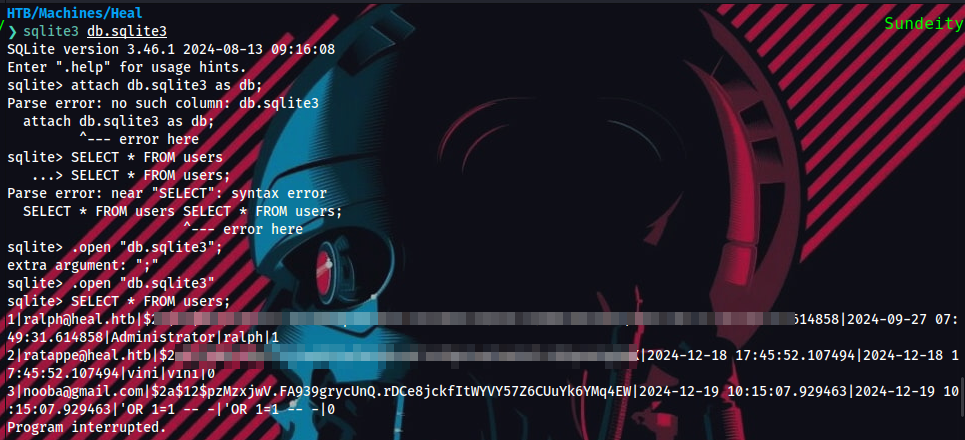 HTB/Machines/Heal
Sundeity
❯ sqlite3 db.sqlite3
SQLite version 3.46.1 2024-08-13 09:16:08
Enter ".help" for usage hints.
sqlite> attach db.sqlite3 as db;
Parse error: no such column: db.sqlite3
  attach db.sqlite3 as db;
         ^--- error here
sqlite> SELECT * FROM users
   ...> SELECT * FROM users;
Parse error: near "SELECT": syntax error
  SELECT * FROM users SELECT * FROM users;
                      ^--- error here
sqlite> .open "db.sqlite3";
extra argument: ";"
sqlite> .open "db.sqlite3"
sqlite> SELECT * FROM users;
1|ralph@heal.htb|$2 .614858|2024-09-27 07:
49:31.614858|Administrator|ralph|1
2|ratappe@heal.htb|$2 |2024-12-18 17:45:52.107494|2024-12-18 1
7:45:52.107494|vini|vini|0
3|nooba@gmail.com|$2a$12$pzMzxjwV.FA939grycUnQ.rDCe8jckfItWYVY57Z6CUuYk6YMq4EW|2024-12-19 10:15:07.929463|2024-12-19 10
:15:07.929463|'OR 1=1 -- -|'OR 1=1 -- -|0
Program interrupted.